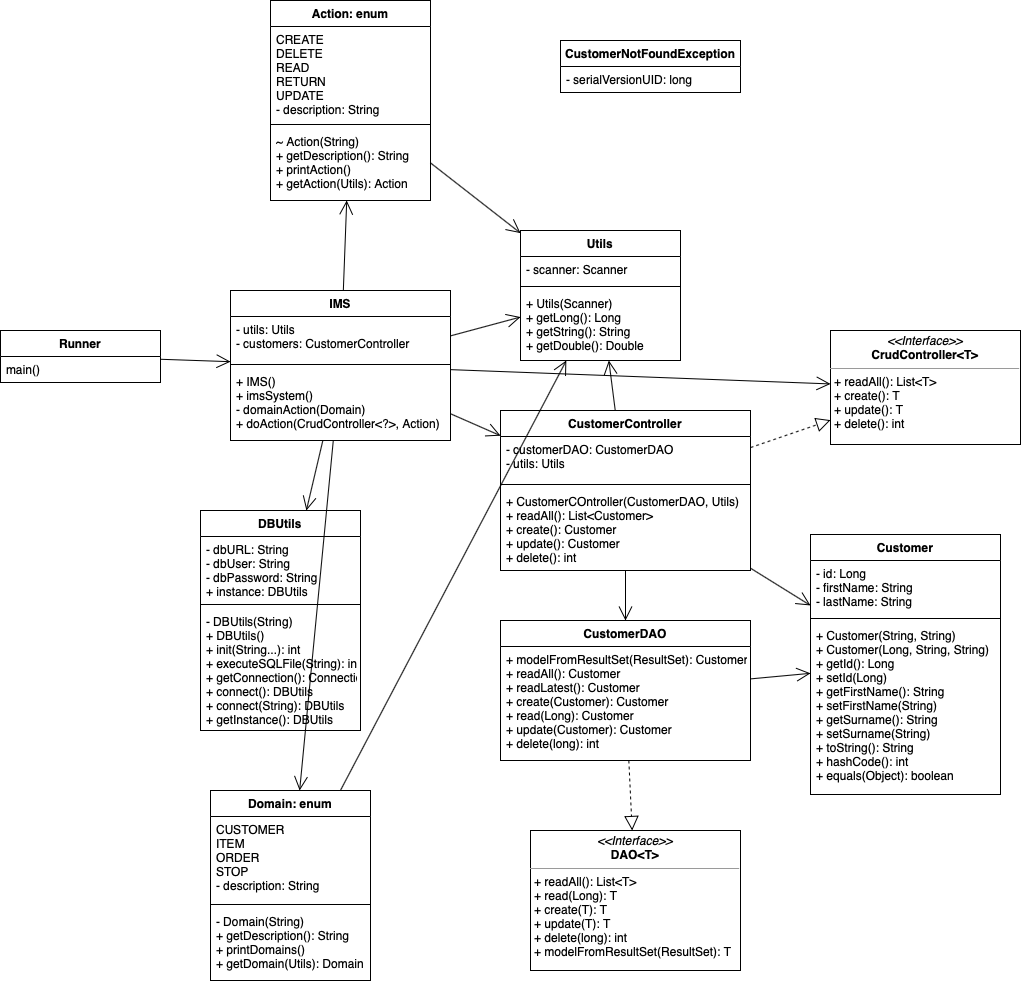 Action: enum
CREATE
DELETE
READ
RETURN
UPDATE
- description: String
~ Action(String)
+ getDescription(): String
+ printAction()
+ getAction(Utils): Action
CustomerNotFoundException
- serialVersionUID: long
Utils
- scanner: Scanner
+ Utils(Scanner)
+ getLong(): Long
+ getString(): String
+ getDouble(): Double
IMS
- utils: Utils
- customers: CustomerController
+ IMS()
+ imsSystem()
- domainAction(Domain)
+ doAction(CrudController<?>, Action)
Runner
main()
<<Interface>>
CrudController<T>
+ readAll(): List<T>
+ create(): T
+ update(): T
+ delete(): int
CustomerController
- customerDAO: CustomerDAO
- utils: Utils
+ CustomerCOntroller(CustomerDAO, Utils)
+ readAll(): List<Customer>
+ create(): Customer
+ update(): Customer
+ delete(): int
DBUtils
- dbURL: String
- dbUser: String
- dbPassword: String
+ instance: DBUtils
- DBUtils(String)
+ DBUtils()
+ init(String...): int
+ executeSQLFile(String): in
+ getConnection(): Connecti
+ connect(): DBUtils
+ connect(String): DBUtils
+ getInstance(): DBUtils
Customer
- id: Long
- firstName: String
- lastName: String
+ Customer(String, String)
+ Customer(Long, String, String)
+ getId(): Long
+ setId(Long)
+ getFirstName(): String
+ setFirstName(String)
+ getSurname(): String
+ setSurname(String)
+ toString(): String
+ hashCode(): int
+ equals(Object): boolean
CustomerDAO
+ modelFromResultSet(ResultSet): Customer
+ readAll(): Customer
+ readLatest(): Customer
+ create(Customer): Customer
+ read(Long): Customer
+ update(Customer): Customer
+ delete(long): int
Domain: enum
CUSTOMER
ITEM
ORDER
STOP
- description: String
- Domain(String)
+ getDescription(): String
+ printDomains()
+ getDomain(Utils): Domain
<<Interface>>
DAO<T>
+ readAll(): List<T>
+ read(Long): T
+ create(T): T
+ update(T): T
+ delete(long): int
+ modelFromResultSet(ResultSet): T